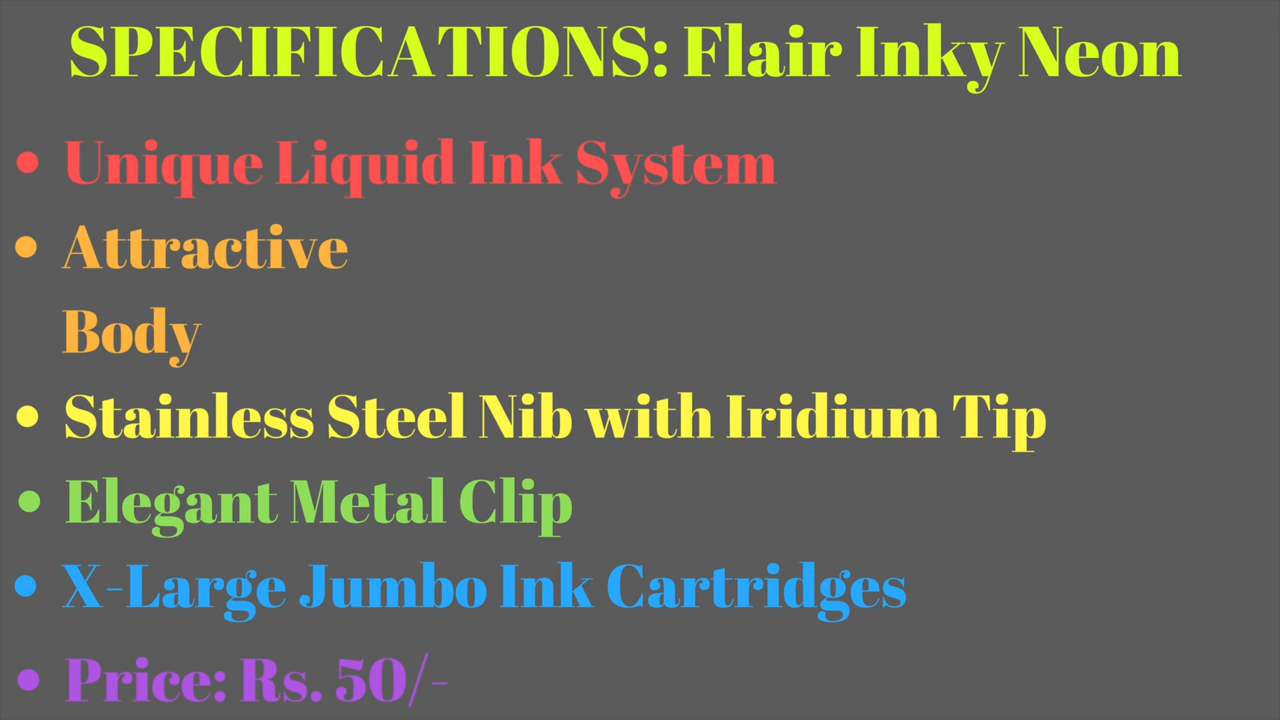 SPECIFICATIONS: Flair Inky Neon
• Unique Liquid Ink System
• Attractive
Body
• Stainless Steel Nib with Iridium Tip
• Elegant Metal Clip
• X-Large Jumbo Ink Cartridges
• Price: Rs. 50/-